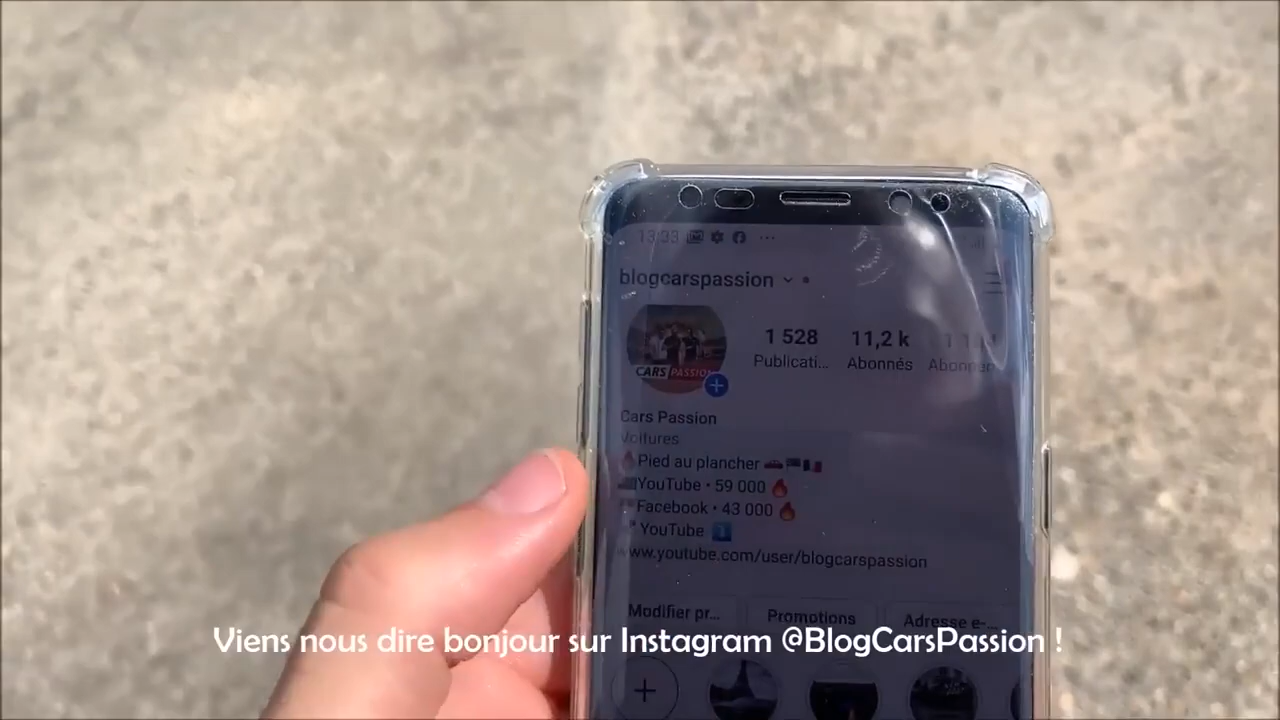 13:33
blogcarspassion
1 528 11,2 k
Publicati... Abonnés
CARS PASSION
Cars Passion
Voitures
Pied au plancher
YouTube • 59 000
Facebook • 43 000
YouTube
www.youtube.com/user/blogcarspassion
Modifier pr... Promotions Adresse e-...
Viens nous dire bonjour sur Instagram @BlogCarsPassion !